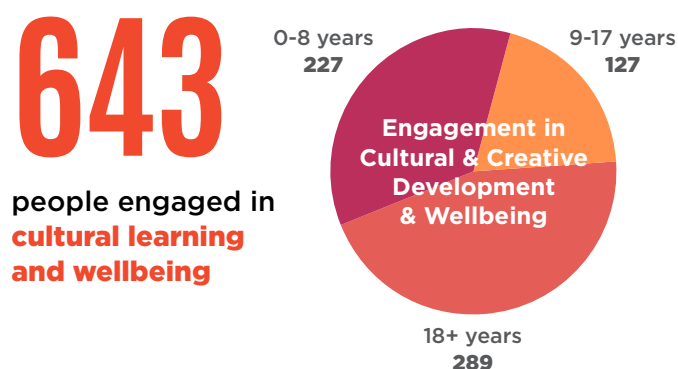 643
people engaged in
cultural learning
and wellbeing
0-8 years
227
9-17 years
127
Engagement in
Cultural & Creative
Development
& Wellbeing
18+ years
289